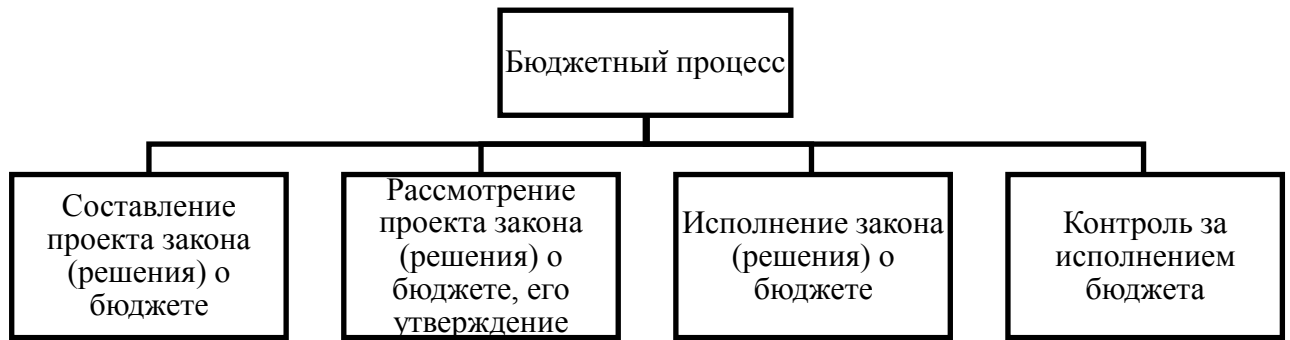 Бюджетный процесс
Составление
проекта закона
(решения) о
бюджете
Рассмотрение
проекта закона
(решения) о
бюджете, его
утверждение
Исполнение закона
(решения) о
бюджете
Контроль за
исполнением
бюджета